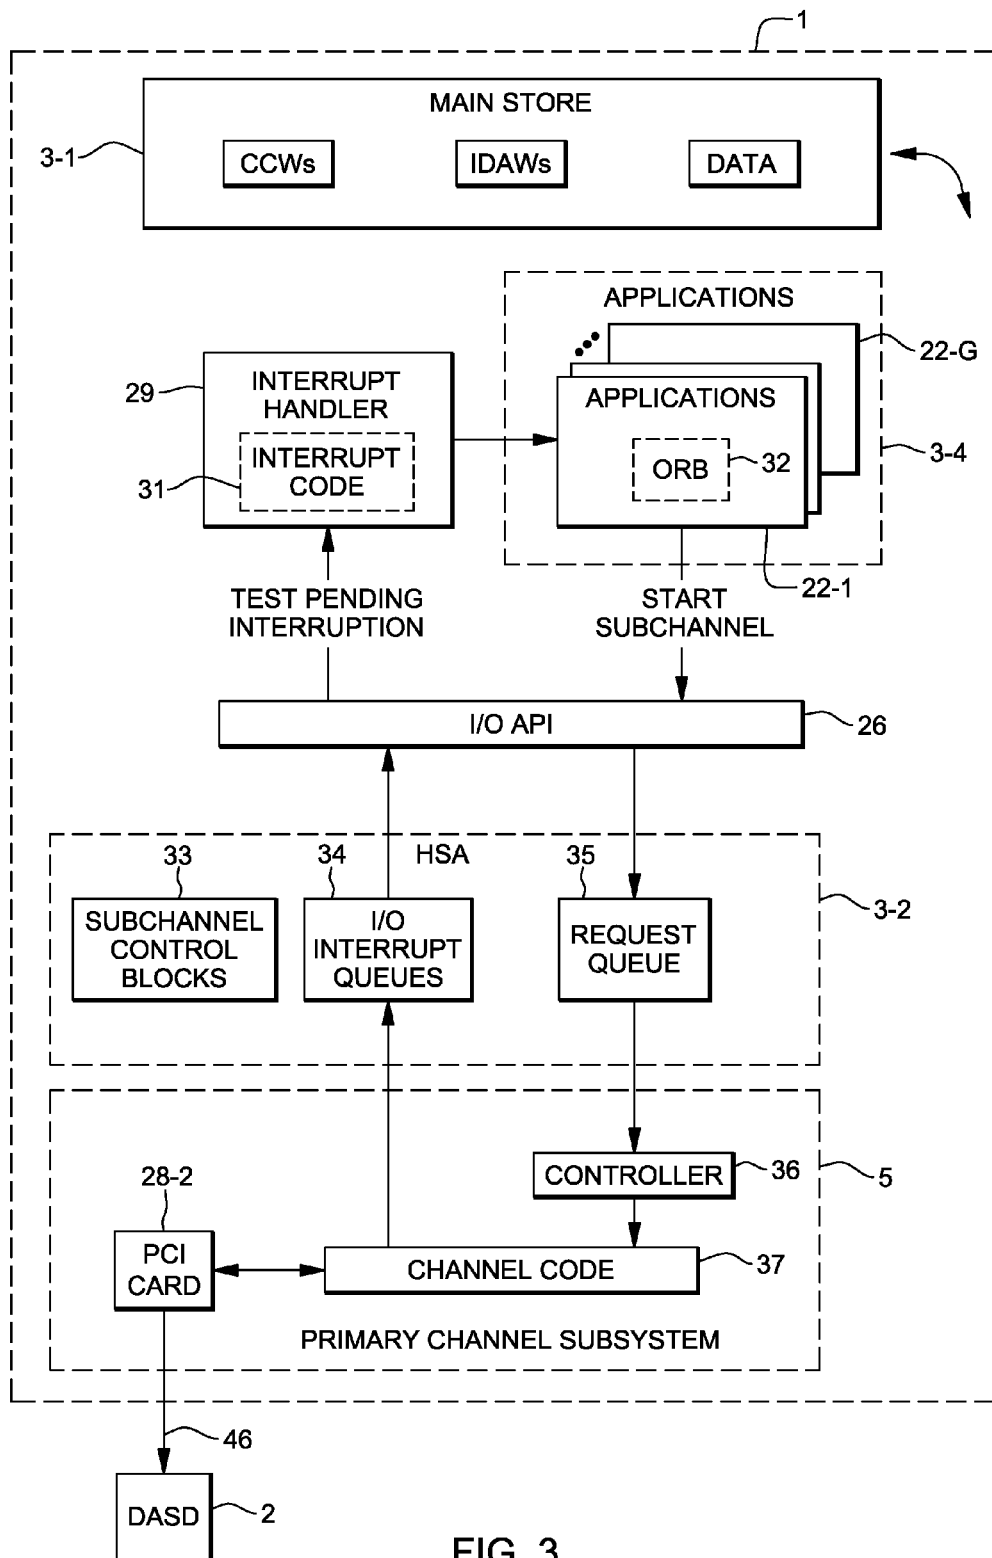 1
MAIN STORE
3-1
CCWs
IDAWs
DATA
APPLICATIONS
22-G
29
INTERRUPT
HANDLER
APPLICATIONS
3-4
31
INTERRUPT
CODE
ORB
32
22-1
TEST PENDING
INTERRUPTION
START
SUBCHANNEL
I/O API
26
33
34
HSA
35
3-2
SUBCHANNEL
CONTROL
BLOCKS
I/O
INTERRUPT
QUEUES
REQUEST
QUEUE
28-2
CONTROLLER
36
5
PCI
CARD
CHANNEL CODE
37
PRIMARY CHANNEL SUBSYSTEM
46
DASD
2
FIG. 3